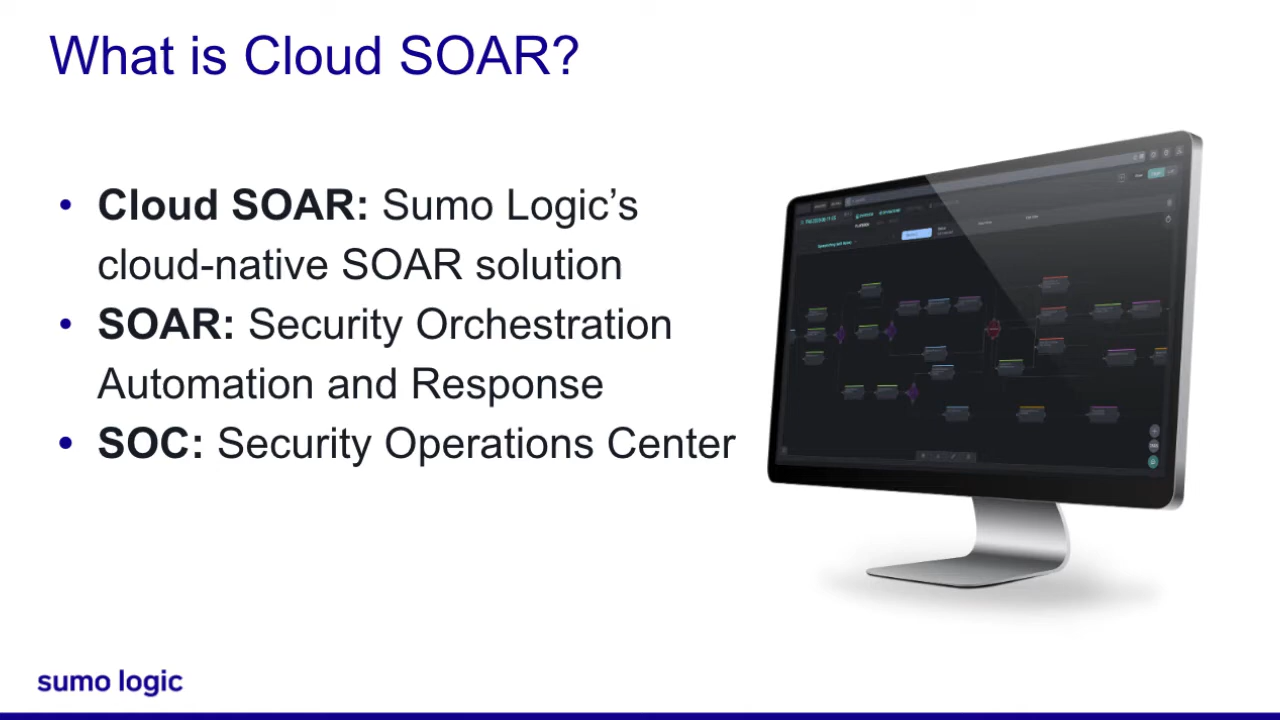 What is Cloud SOAR?
• Cloud SOAR: Sumo Logic’s
cloud-native SOAR solution
• SOAR: Security Orchestration
Automation and Response
• SOC: Security Operations Center
sumo logic